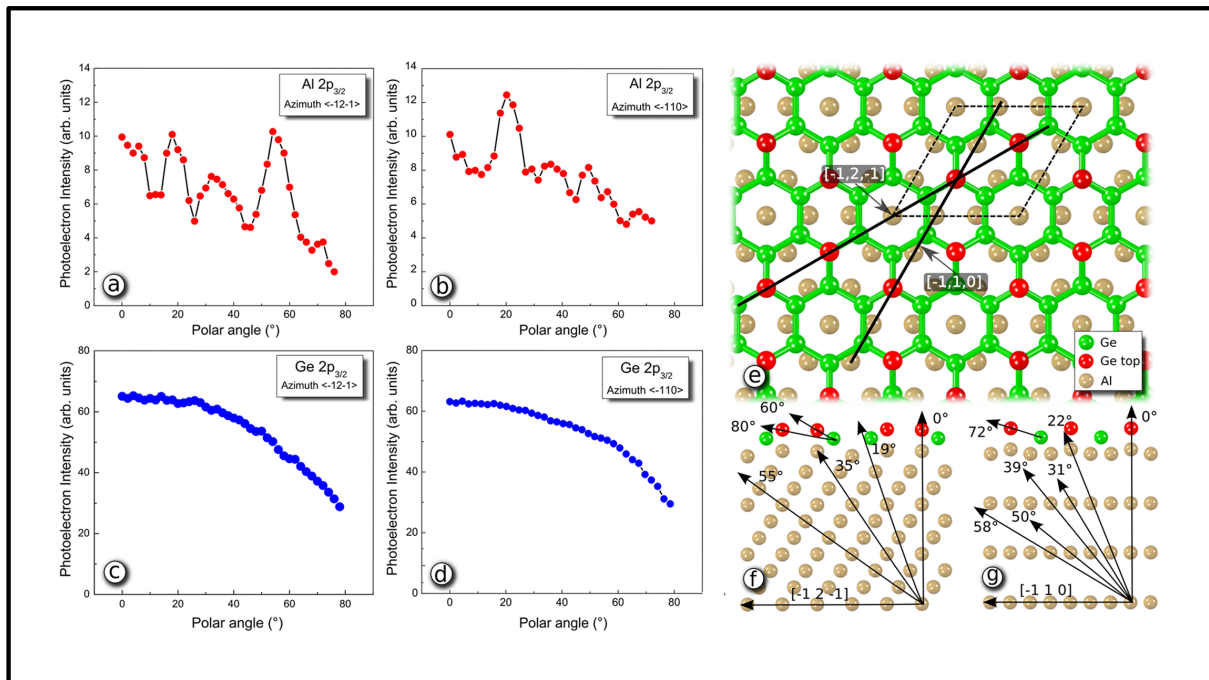 Photoelectron Intensity (arb. units)
14
12
10
8
6
4
2
0
Al 2p3/2
Azimuth <-12-1>
a
0 20 40 60 80
Polar angle (°)
Photoelectron Intensity (arb. units)
14
12
10
8
6
4
2
0
Al 2p3/2
Azimuth <-110>
b
0 20 40 60 80
Polar angle (°)
Photoelectron Intensity (arb. units)
80
60
40
20
0
Ge 2p3/2
Azimuth <-12-1>
c
0 20 40 60 80
Polar angle (°)
Photoelectron Intensity (arb. units)
80
60
40
20
0
Ge 2p3/2
Azimuth <-110>
d
0 20 40 60 80
Polar angle (°)
[-1,2,-1]
[-1,1,0]
Ge
Ge top
Al
e
60°
80°
0°
19°
35°
55°
f
[-1 2 -1]
0°
22°
72°
39°
31°
50°
58°
g
[-1 1 0]